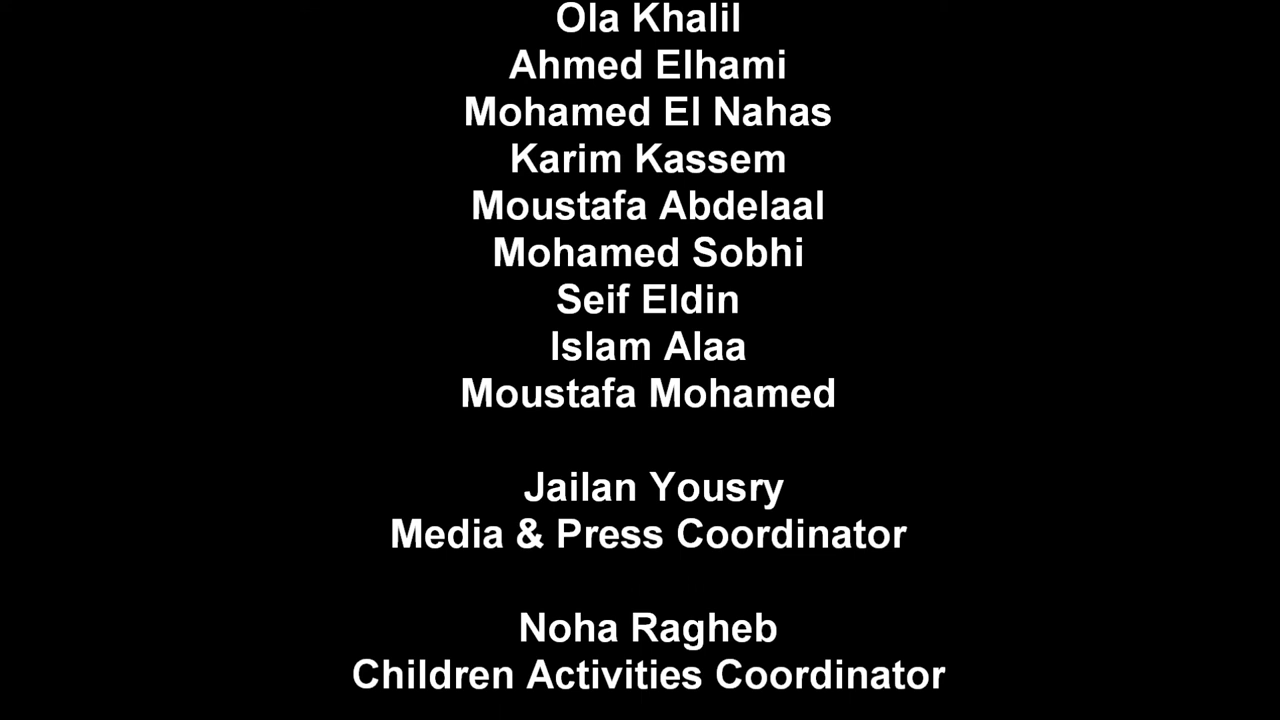 Ola Khalil
Ahmed Elhami
Mohamed El Nahas
Karim Kassem
Moustafa Abdelaal
Mohamed Sobhi
Seif Eldin
Islam Alaa
Moustafa Mohamed
Jailan Yousry
Media & Press Coordinator
Noha Ragheb
Children Activities Coordinator